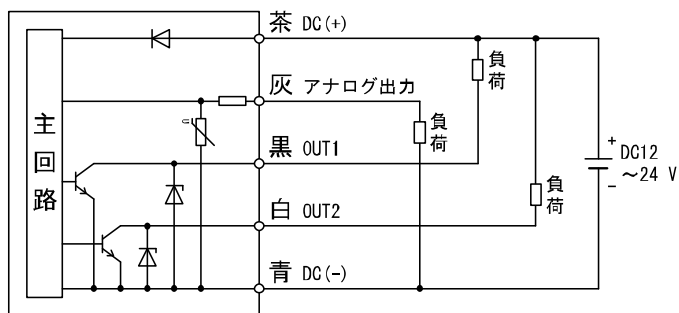 茶 DC(+)
負荷
灰 アナログ出力
負荷
主回路
黒 OUT1
+
DC12
～24 V
-
負荷
白 OUT2
青 DC(-)